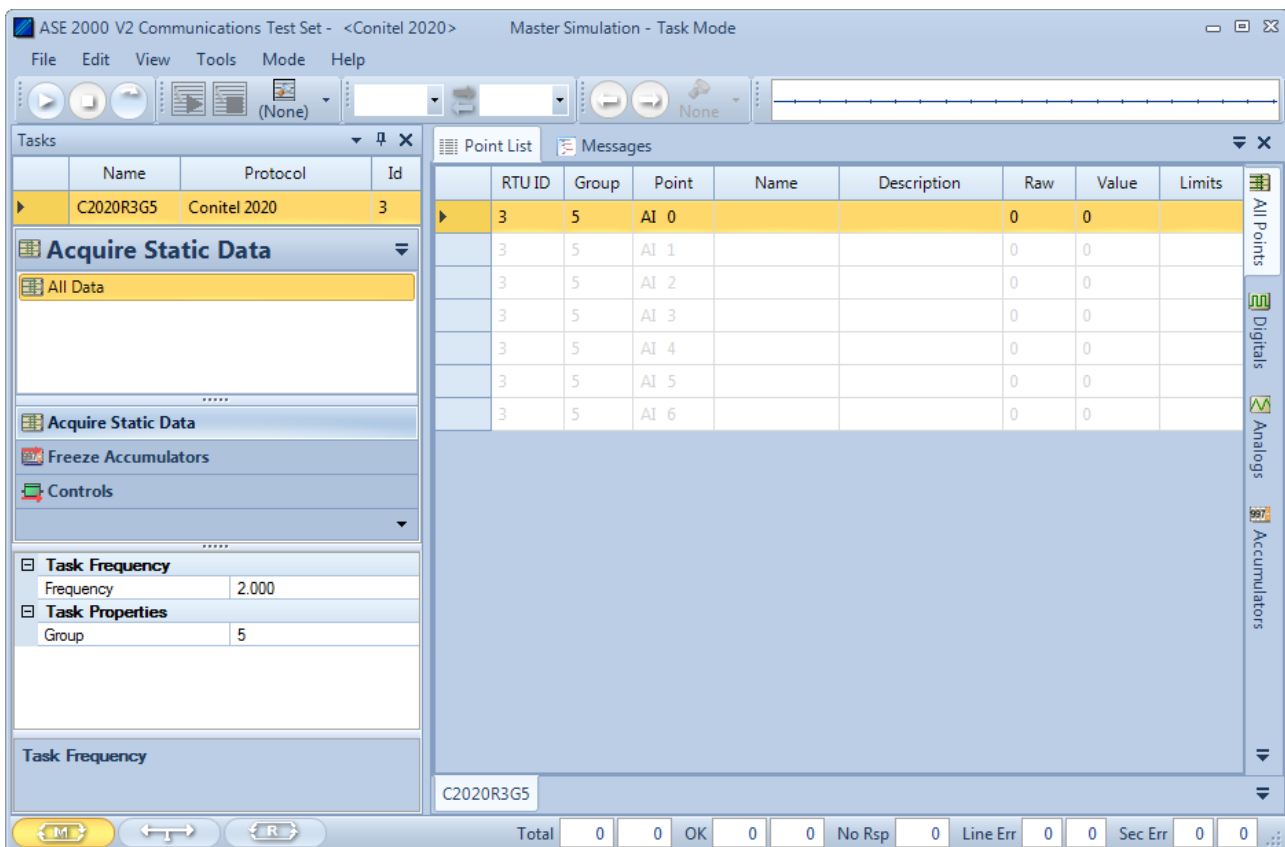 ASE 2000 V2 Communications Test Set - <Conitel 2020> Master Simulation - Task Mode
File Edit View Tools Mode Help
(None) None
Tasks
Name Protocol Id
C2020R3G5 Conitel 2020 3
Acquire Static Data
All Data
Acquire Static Data
Freeze Accumulators
Controls
Task Frequency
Frequency 2.000
Task Properties
Group 5
Task Frequency
Point List Messages
RTU ID Group Point Name Description Raw Value Limits
3 5 AI 0 0 0
3 5 AI 1 0 0
3 5 AI 2 0 0
3 5 AI 3 0 0
3 5 AI 4 0 0
3 5 AI 5 0 0
3 5 AI 6 0 0
All Points
Digitals
Analogs
997
Accumulators
C2020R3G5
M R Total 0 0 OK 0 0 No Rsp 0 Line Err 0 0 Sec Err 0 0